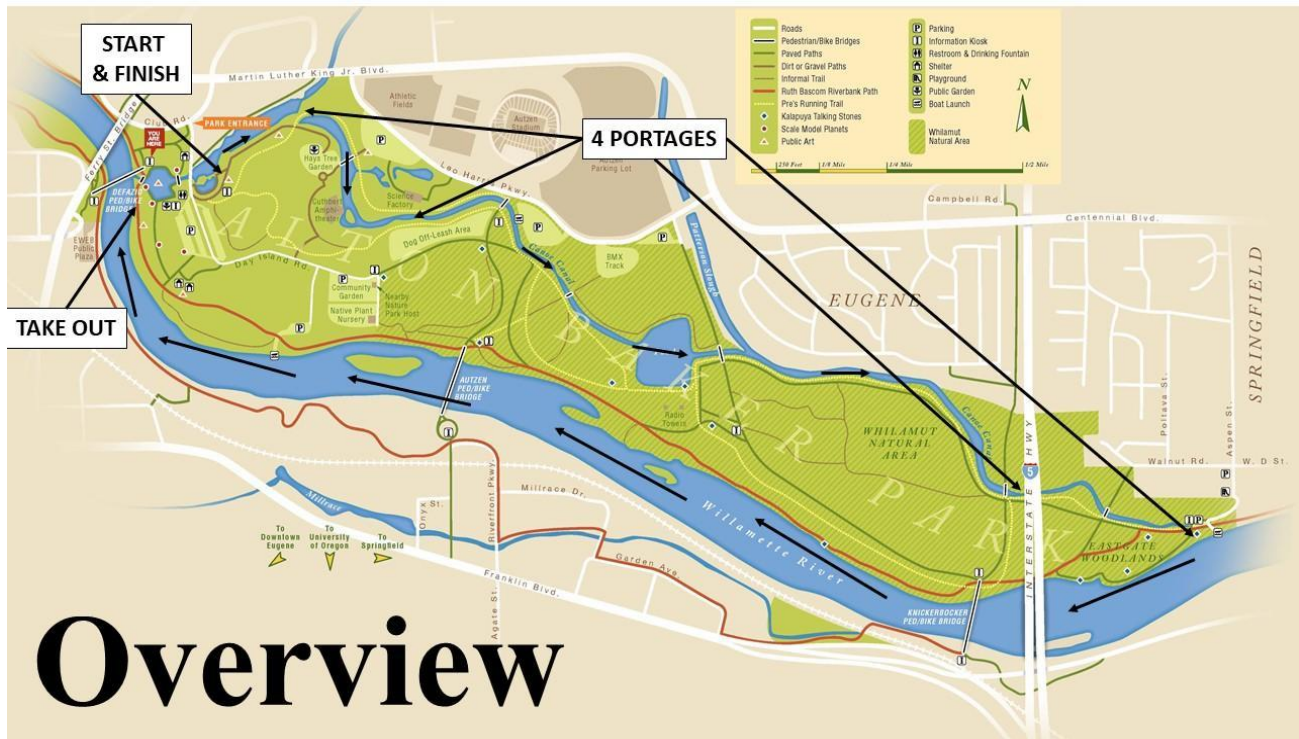 START
& FINISH
4 PORTAGES
TAKE OUT
Overview
Roads
Pedestrian/Bike Bridges
Paved Paths
Dirt or Gravel Paths
Informal Trail
Ruth Bascom Riverbank Path
Pre's Running Trail
Kalapuya Talking Stones
Scale Model Planets
Public Art
P
Parking
Information Kiosk
Restroom & Drinking Fountain
Shelter
Playground
Public Garden
Boat Launch
Whilamut
Natural Area
N
250 Feet
1/8 Mile
1/4 Mile
1/2 Mile
Martin Luther King Jr. Blvd.
Club Rd.
Ferry St. Bridge
PARK ENTRANCE
YOU
ARE
HERE
DEFAZIO
PED/BIKE
BRIDGE
EWEB
Public
Plaza
Athletic
Fields
Autzen
Stadium
Autzen
Parking Lot
Leo Harris Pkwy.
Hays Tree
Garden
Cuthbert
Amphi-
theater
Science
Factory
Dog Off-Leash Area
Day Island Rd.
Community
Garden
Native Plant
Nursery
Nearby
Nature
Park Host
BMX
Track
Canoe Canal
Patterson Slough
ALTON BAKER PARK
EUGENE
SPRINGFIELD
Campbell Rd.
Centennial Blvd.
Poltava St.
Aspen St.
Walnut Rd.
W. D St.
AUTZEN
PED/BIKE
BRIDGE
Radio
Towers
WHILAMUT
NATURAL
AREA
Canoe Canal
5
INTERSTATE HWY
EASTGATE
WOODLANDS
Willamette River
KNICKERBOCKER
PED/BIKE BRIDGE
Millrace
Onyx St.
Riverfront Pkwy.
Millrace Dr.
Garden Ave.
Franklin Blvd.
Agate St.
To
Downtown
Eugene
To
University
of Oregon
To
Springfield